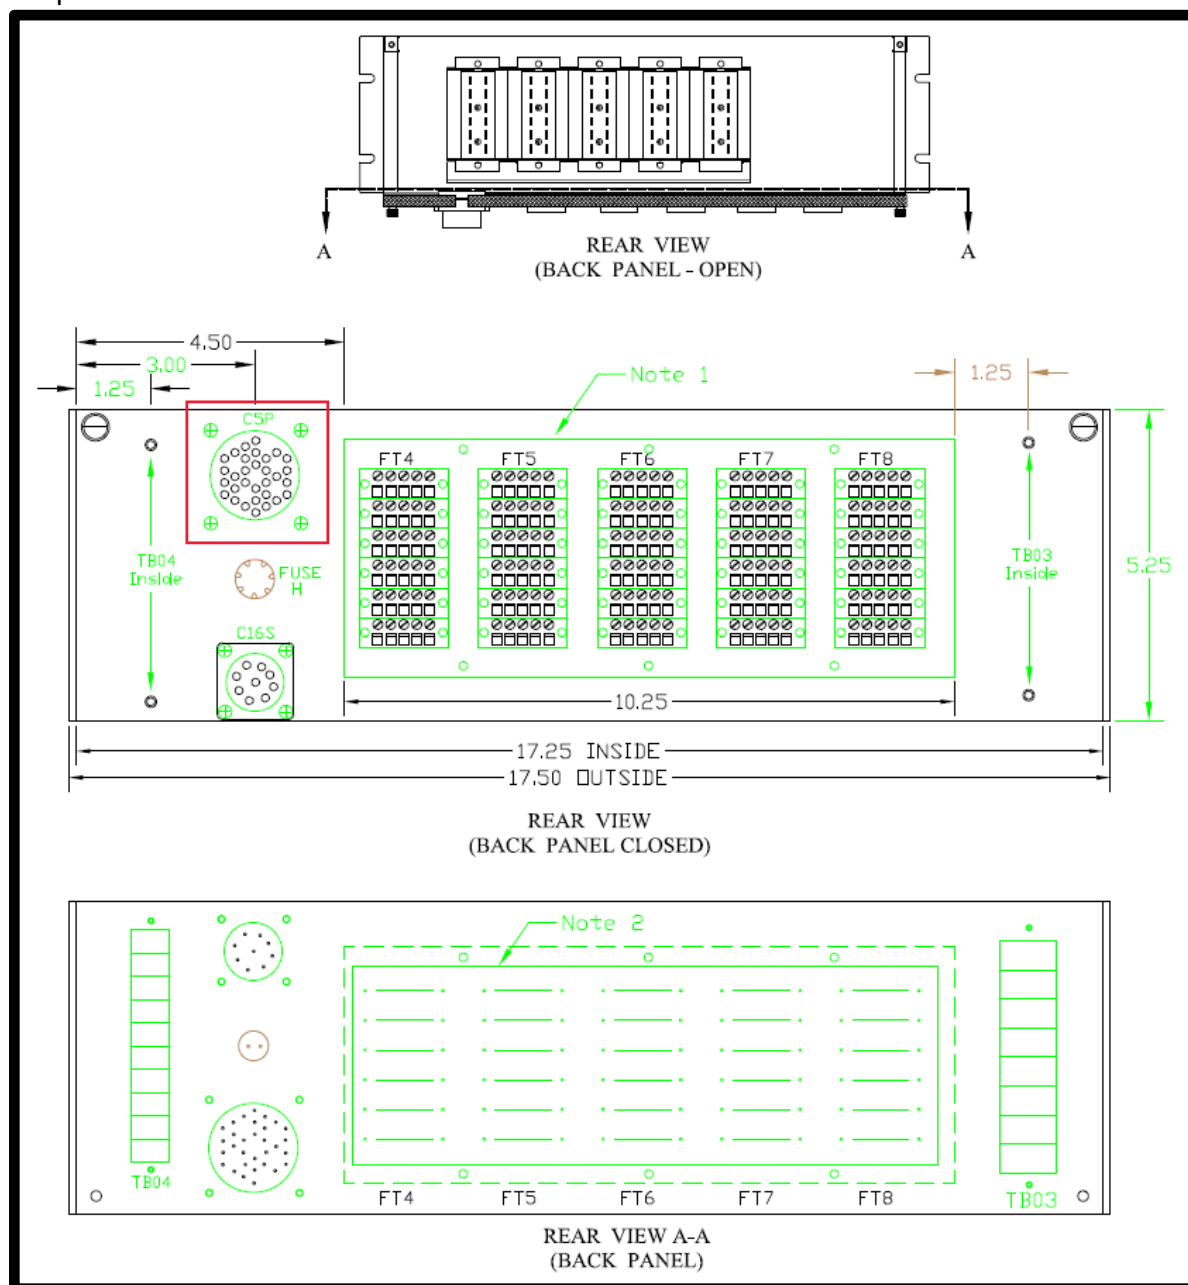 A
A
REAR VIEW
(BACK PANEL - OPEN)
4.50
3.00
1.25
Note 1
1.25
C5P
FT4
FT5
FT6
FT7
FT8
TB04
Inside
FUSE
H
TB03
Inside
5.25
C16S
10.25
17.25 INSIDE
17.50 OUTSIDE
REAR VIEW
(BACK PANEL CLOSED)
Note 2
TB04
FT4
FT5
FT6
FT7
FT8
TB03
REAR VIEW A-A
(BACK PANEL)